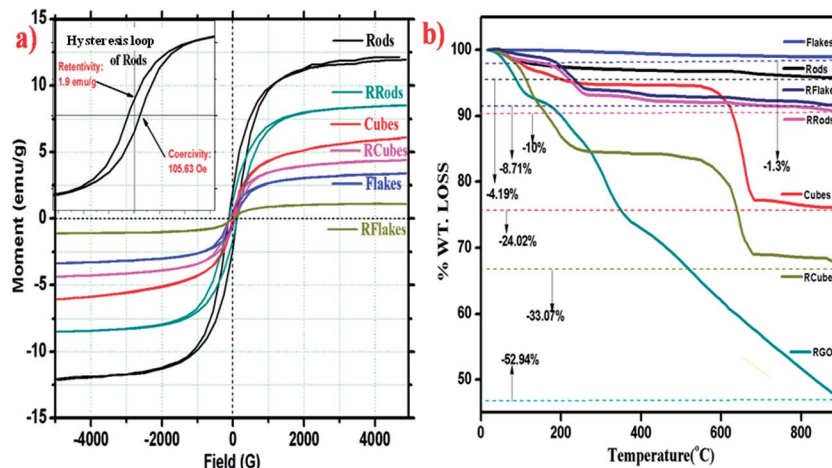 a)
Hysteresis loop
of Rods
Retentivity:
1.9 emu/g
Coercivity:
105.63 Oe
Rods
RRods
Cubes
RCubes
Flakes
RFlakes
15
10
5
0
-5
-10
-15
Moment (emu/g)
-4000
-2000
0
2000
4000
Field (G)
b)
Flakes
Rods
RFlake
RRods
Cubes
RCube
RGO
-10%
-8.71%
-4.19%
-1.3%
-24.02%
-33.07%
-52.94%
100
90
80
70
60
50
% WT. LOSS
0
200
400
600
800
Temperature(°C)